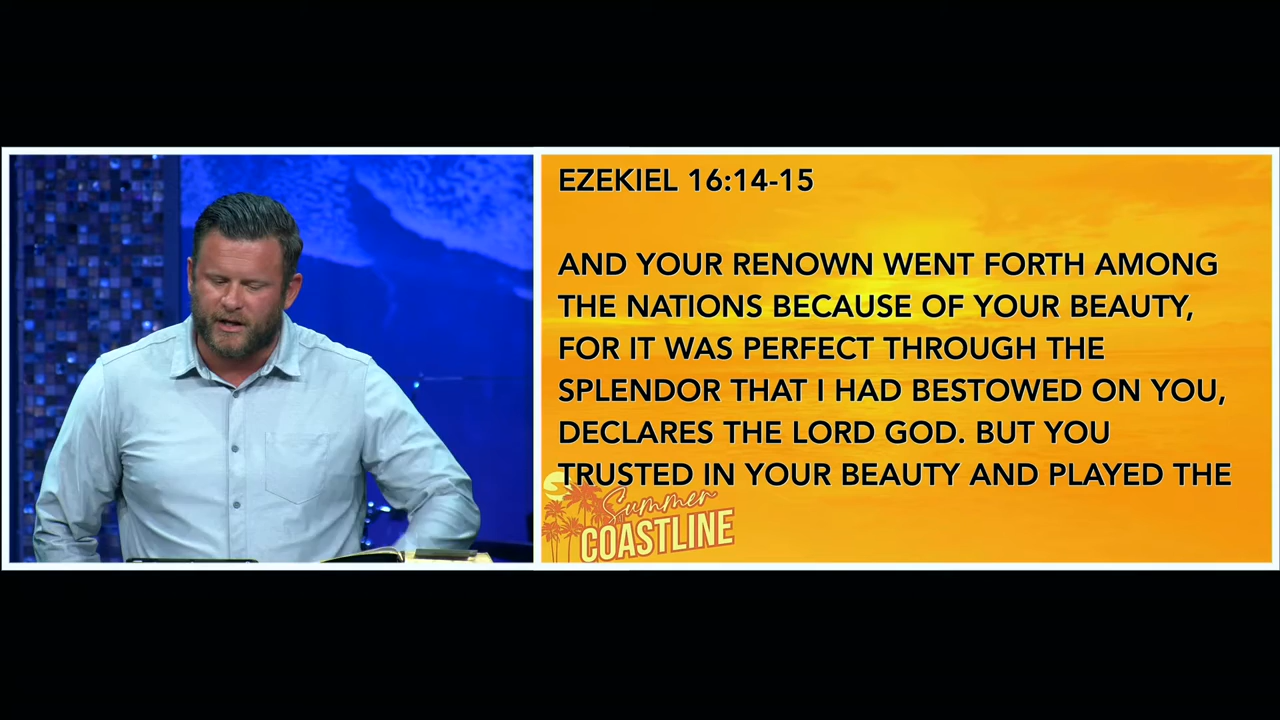 EZEKIEL 16:14-15
AND YOUR RENOWN WENT FORTH AMONG
THE NATIONS BECAUSE OF YOUR BEAUTY,
FOR IT WAS PERFECT THROUGH THE
SPLENDOR THAT I HAD BESTOWED ON YOU,
DECLARES THE LORD GOD. BUT YOU
TRUSTED IN YOUR BEAUTY AND PLAYED THE
Summer
COASTLINE